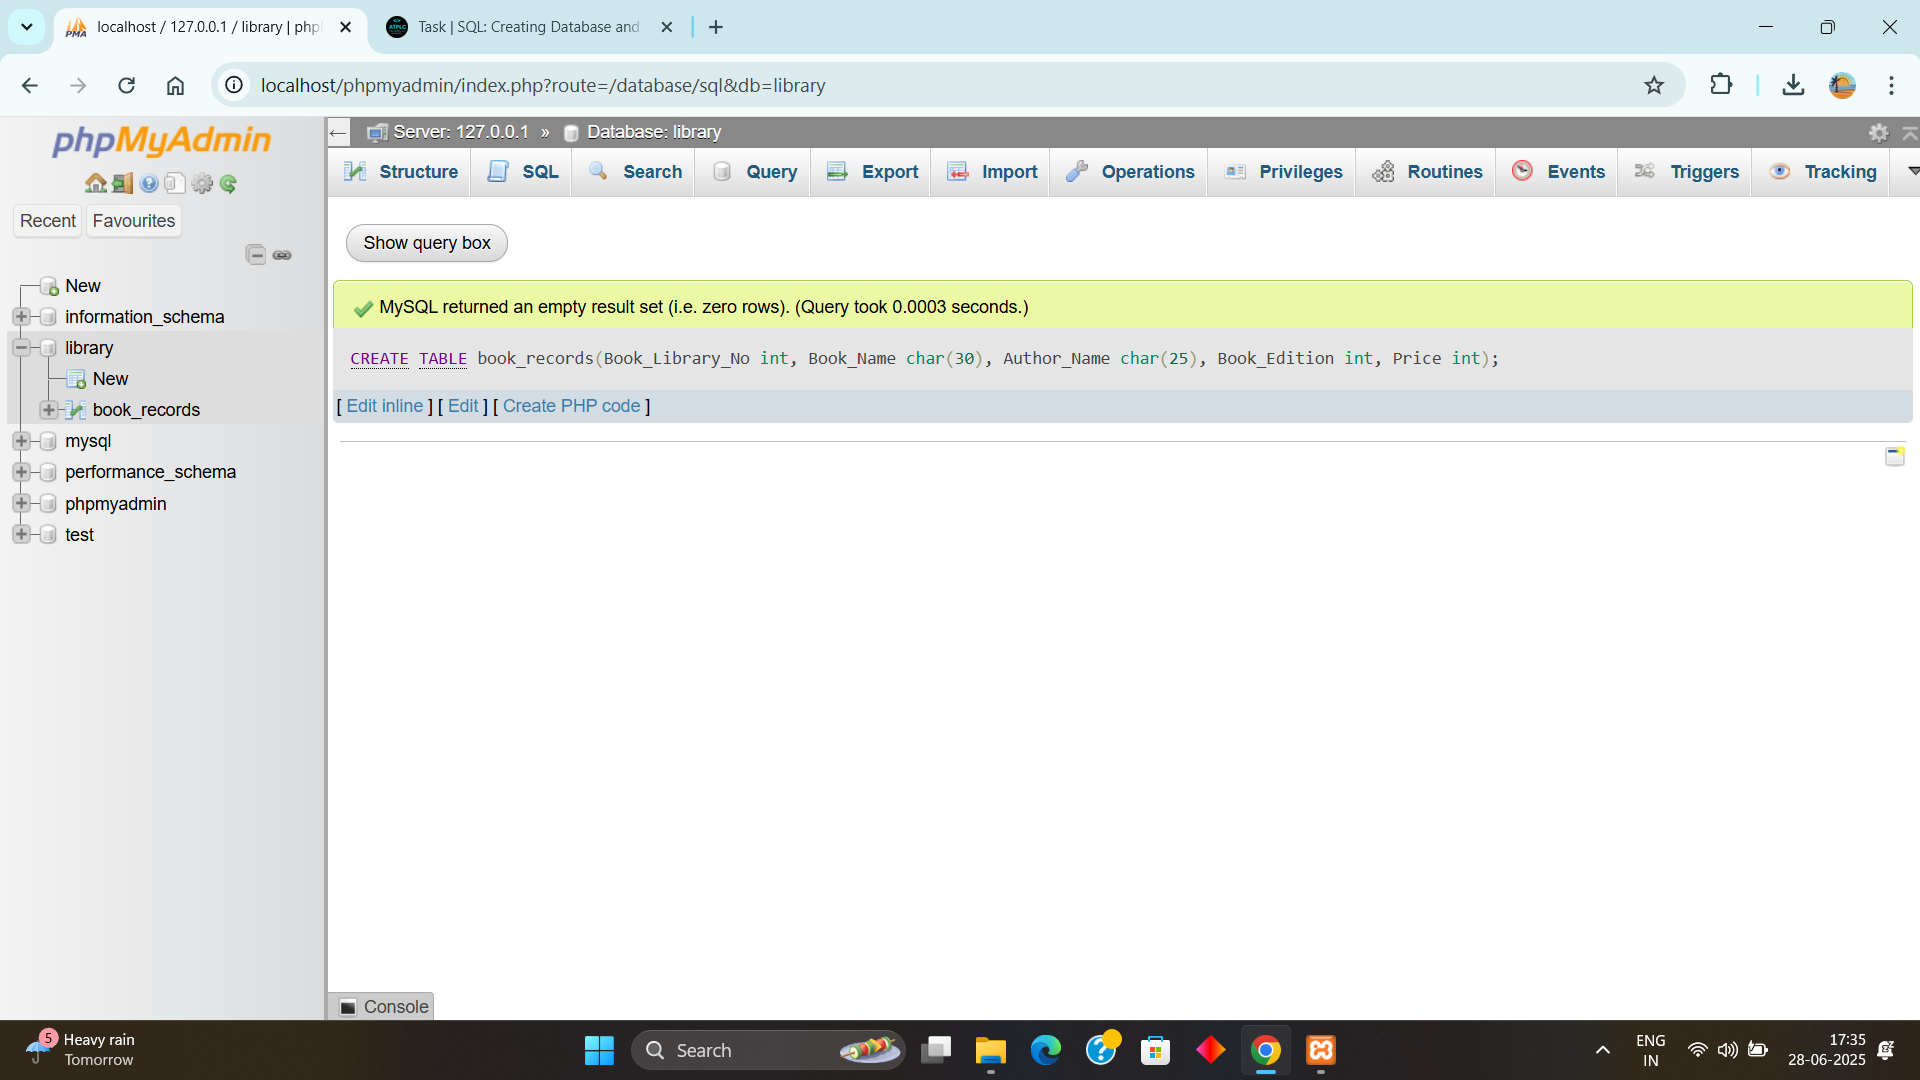 localhost / 127.0.0.1 / library | php
Task | SQL: Creating Database and
localhost/phpmyadmin/index.php?route=/database/sql&db=library
phpMyAdmin
Recent
Favourites
New
information_schema
library
New
book_records
mysql
performance_schema
phpmyadmin
test
Server: 127.0.0.1 » Database: library
Structure
SQL
Search
Query
Export
Import
Operations
Privileges
Routines
Events
Triggers
Tracking
Show query box
MySQL returned an empty result set (i.e. zero rows). (Query took 0.0003 seconds.)
CREATE TABLE book_records(Book_Library_No int, Book_Name char(30), Author_Name char(25), Book_Edition int, Price int);
[ Edit inline ] [ Edit ] [ Create PHP code ]
Console
5
Heavy rain
Tomorrow
Search
ENG
IN
17:35
28-06-2025